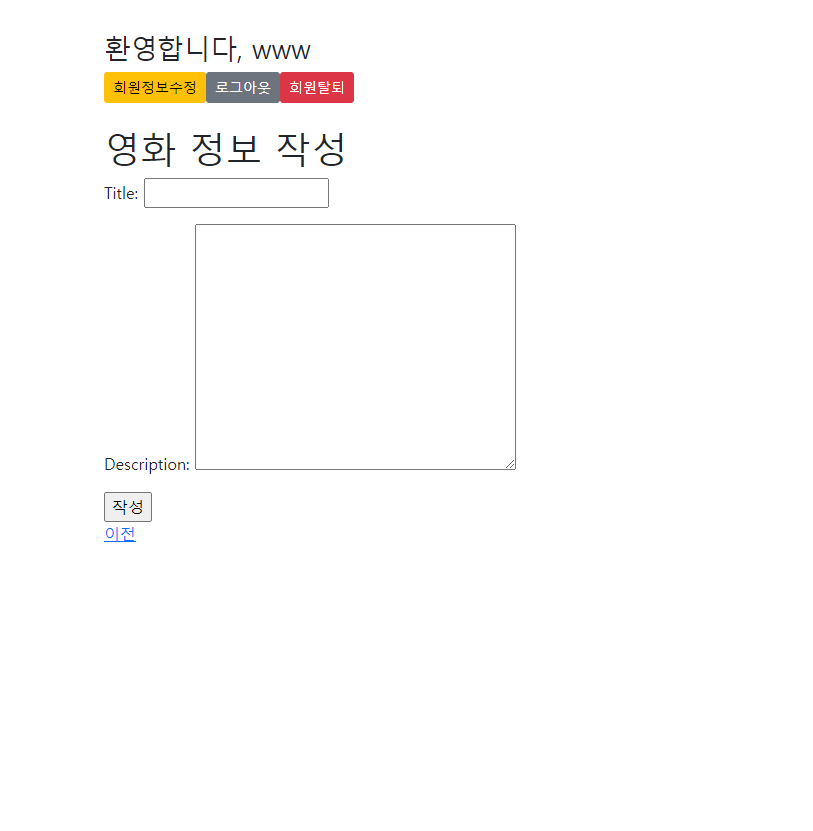 환영합니다, www
회원정보수정 로그아웃 회원탈퇴
영화 정보 작성
Title:
Description:
작성
이전